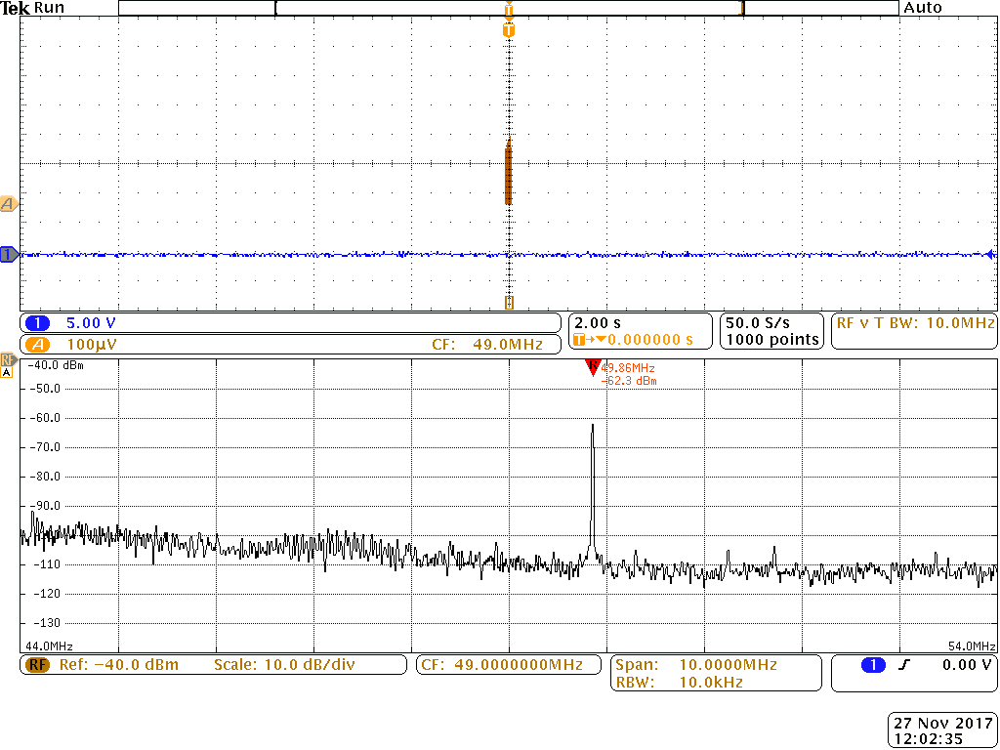 Tek Run Auto
T
T
A
1
1 5.00 V
2.00 s
50.0 S/s
RF v T BW: 10.0MHz
A 100µV CF: 49.0MHz
T→▼0.000000 s
1000 points
RF
A
-40.0 dBm
R 49.86MHz
-62.3 dBm
-50.0
-60.0
-70.0
-80.0
-90.0
-110
-120
-130
44.0MHz 54.0MHz
RF Ref: -40.0 dBm Scale: 10.0 dB/div
CF: 49.0000000MHz
Span: 10.0000MHz
RBW: 10.0kHz
1 0.00 V
27 Nov 2017
12:02:35